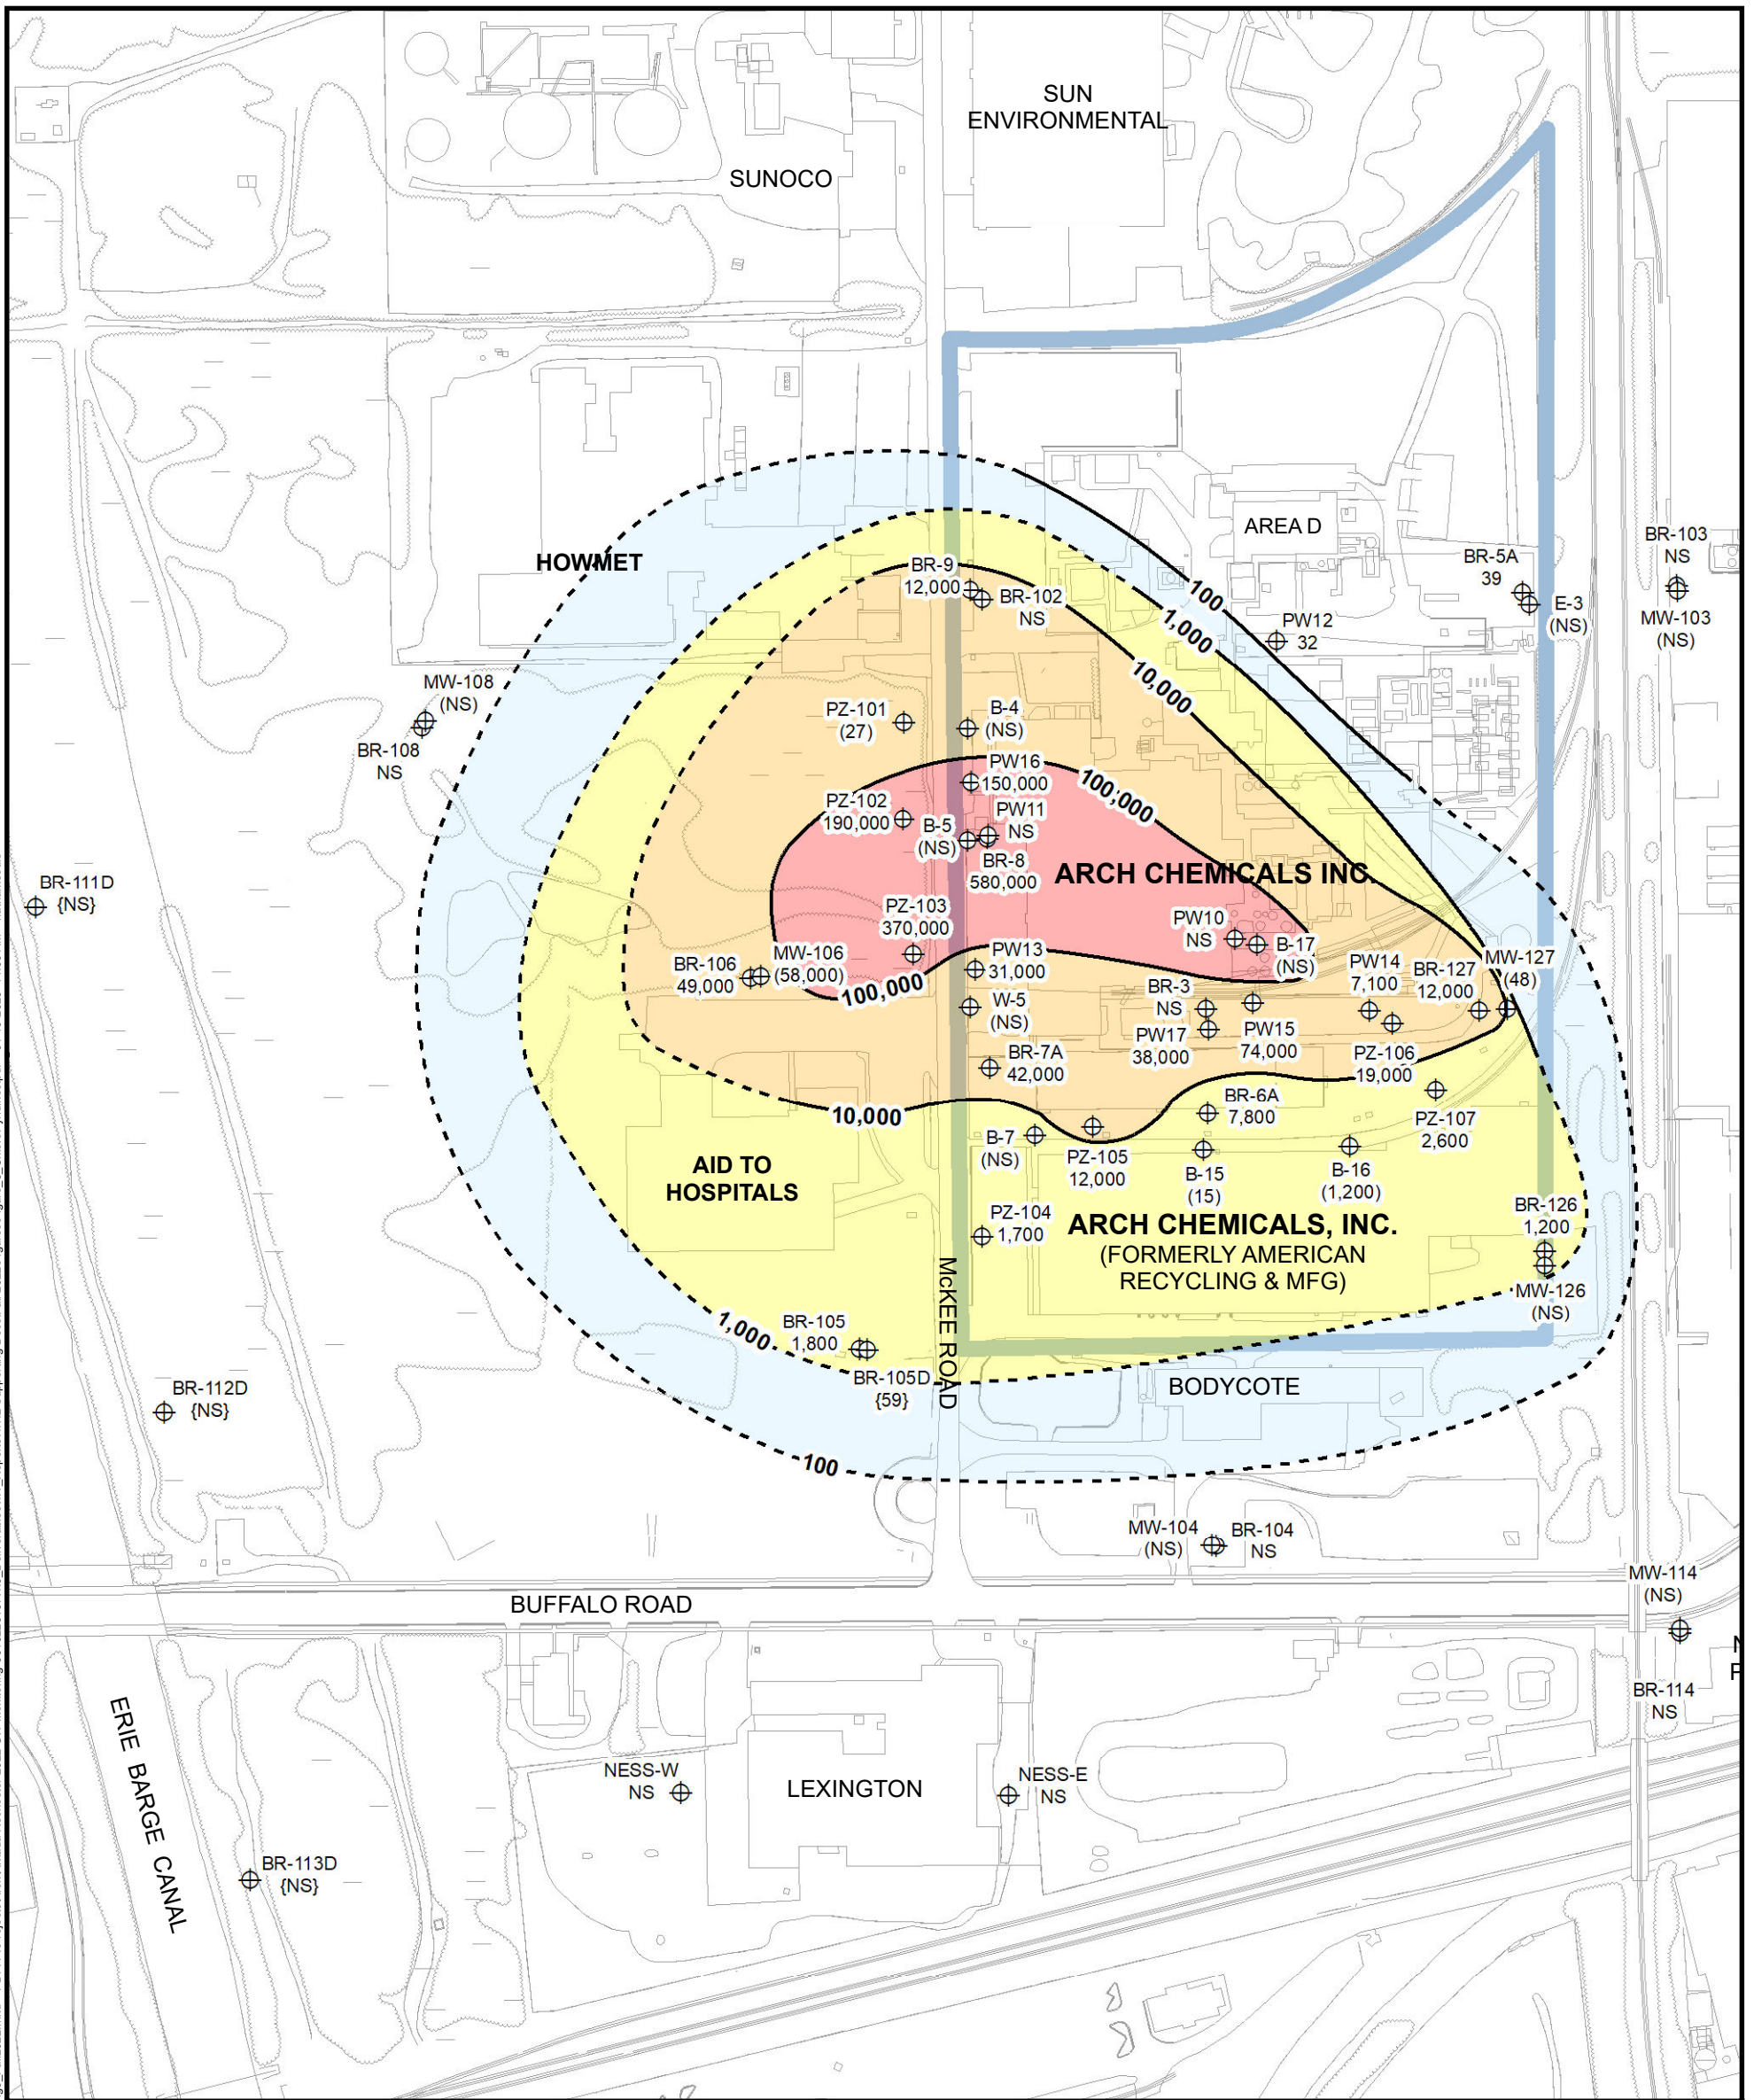 SUN
ENVIRONMENTAL
SUNOCO
AREA D
HOWMET
BR-103
NS
MW-103
(NS)
BR-5A
39
E-3
(NS)
BR-9
12,000
BR-102
NS
100
1,000
10,000
PW12
32
MW-108
(NS)
BR-108
NS
PZ-101
(27)
B-4
(NS)
PW16
150,000
100,000
PZ-102
190,000
B-5
(NS)
PW11
NS
BR-8
580,000
ARCH CHEMICALS INC.
BR-111D
{NS}
PZ-103
370,000
PW10
NS
B-17
(NS)
BR-106
49,000
MW-106
(58,000)
100,000
PW13
31,000
W-5
(NS)
BR-3
NS
PW17
38,000
PW15
74,000
PW14
7,100
BR-127
12,000
MW-127
(48)
PZ-106
19,000
BR-7A
42,000
10,000
BR-6A
7,800
PZ-107
2,600
B-7
(NS)
PZ-105
12,000
B-15
(15)
B-16
(1,200)
AID TO
HOSPITALS
PZ-104
1,700
ARCH CHEMICALS, INC.
(FORMERLY AMERICAN
RECYCLING & MFG)
BR-126
1,200
MW-126
(NS)
McKEE ROAD
1,000
BR-105
1,800
BR-105D
{59}
BODYCOTE
BR-112D
{NS}
100
MW-104
(NS)
BR-104
NS
BUFFALO ROAD
MW-114
(NS)
BR-114
NS
ERIE BARGE CANAL
NESS-W
NS
LEXINGTON
NESS-E
NS
BR-113D
{NS}